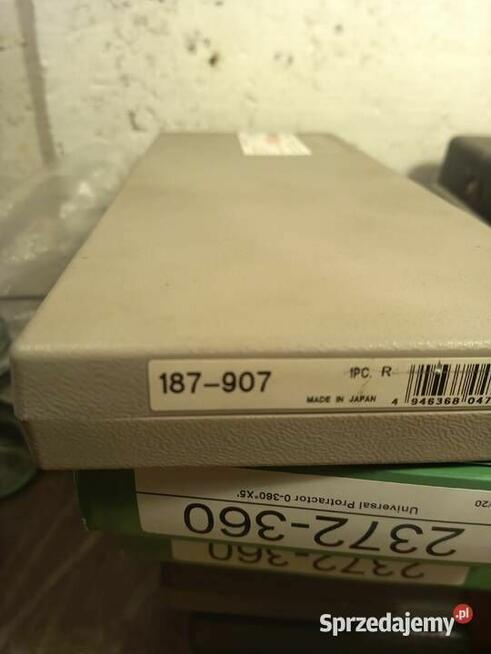 187-907
1PC. R
MADE IN JAPAN
4 946368 047
/20
Universal Protractor 0-360°X5'
2372-360
2372-360
Sprzedajemy.pl